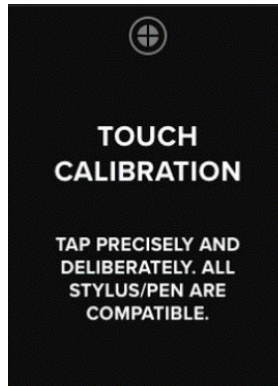 TOUCH
CALIBRATION
TAP PRECISELY AND
DELIBERATELY. ALL
STYLUS/PEN ARE
COMPATIBLE.